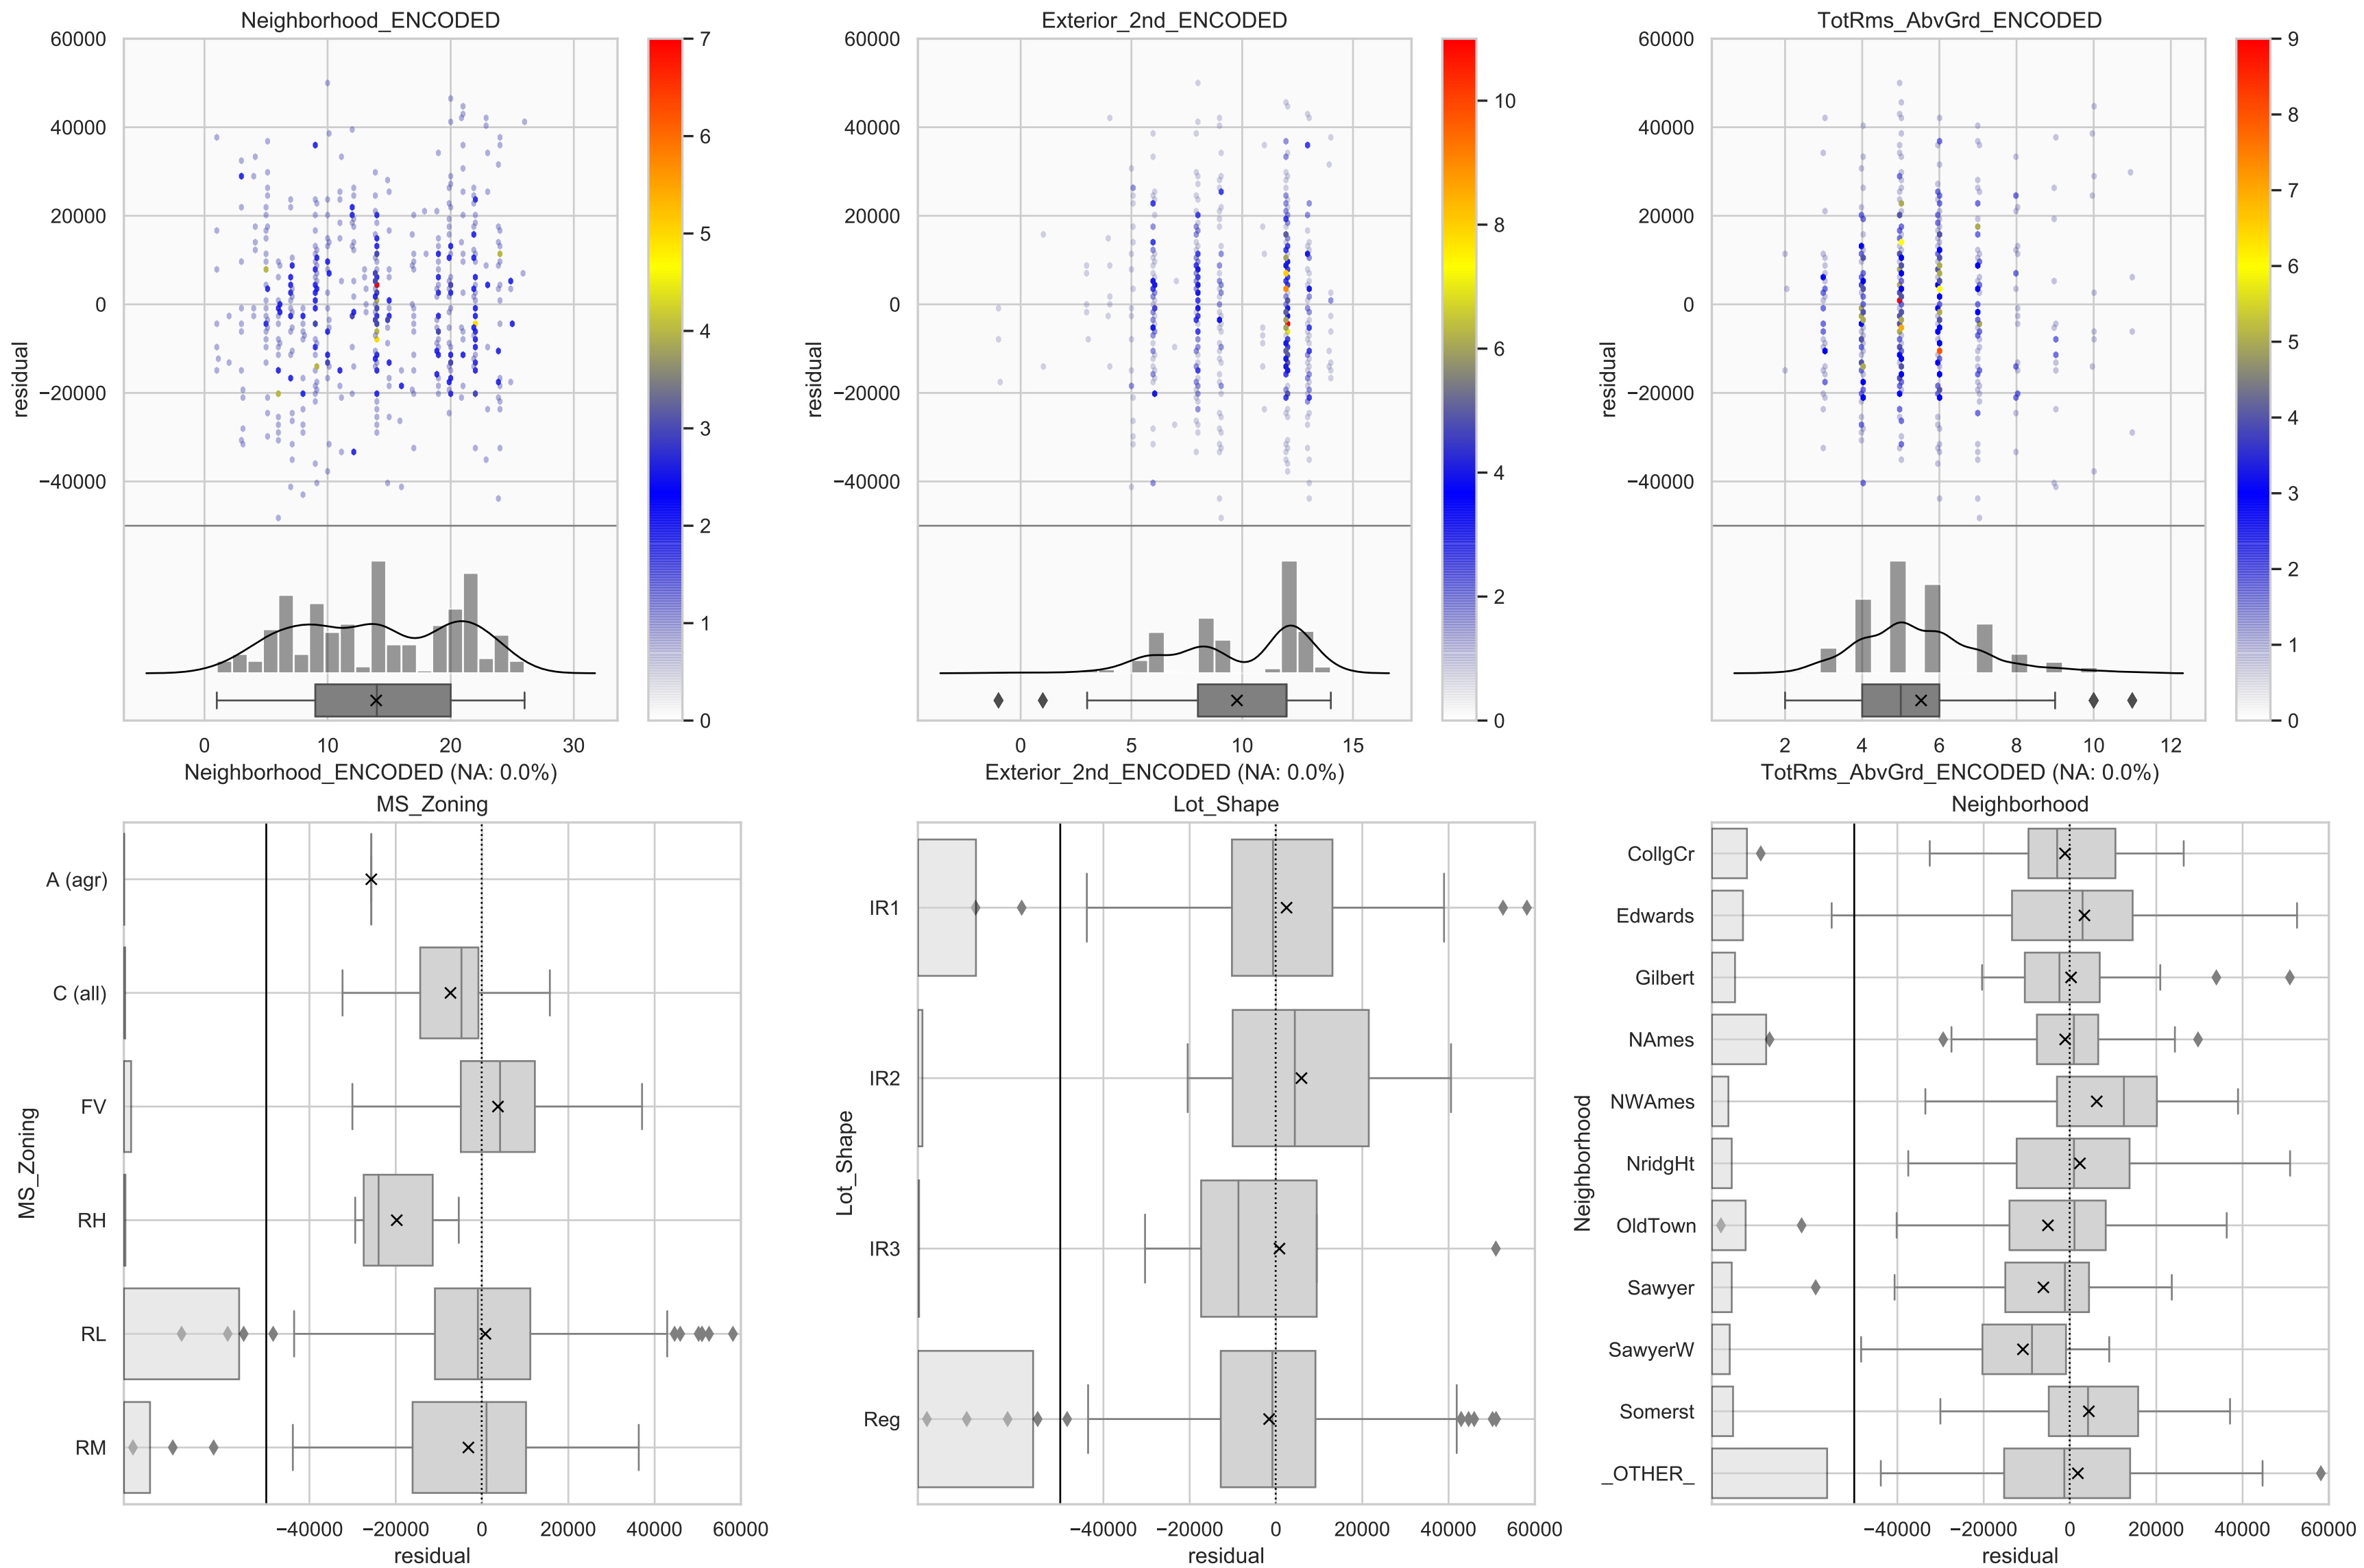 Neighborhood_ENCODED
60000
40000
20000
0
−20000
−40000
residual
0 10 20 30
Neighborhood_ENCODED (NA: 0.0%)
7
6
5
4
3
2
1
0
Exterior_2nd_ENCODED
60000
40000
20000
0
−20000
−40000
residual
0 5 10 15
Exterior_2nd_ENCODED (NA: 0.0%)
10
8
6
4
2
0
TotRms_AbvGrd_ENCODED
60000
40000
20000
0
−20000
−40000
residual
2 4 6 8 10 12
TotRms_AbvGrd_ENCODED (NA: 0.0%)
9
8
7
6
5
4
3
2
1
0
MS_Zoning
MS_Zoning
A (agr)
C (all)
FV
RH
RL
RM
−40000 −20000 0 20000 40000 60000
residual
Lot_Shape
Lot_Shape
IR1
IR2
IR3
Reg
−40000 −20000 0 20000 40000 60000
residual
Neighborhood
Neighborhood
CollgCr
Edwards
Gilbert
NAmes
NWAmes
NridgHt
OldTown
Sawyer
SawyerW
Somerst
_OTHER_
−40000 −20000 0 20000 40000 60000
residual